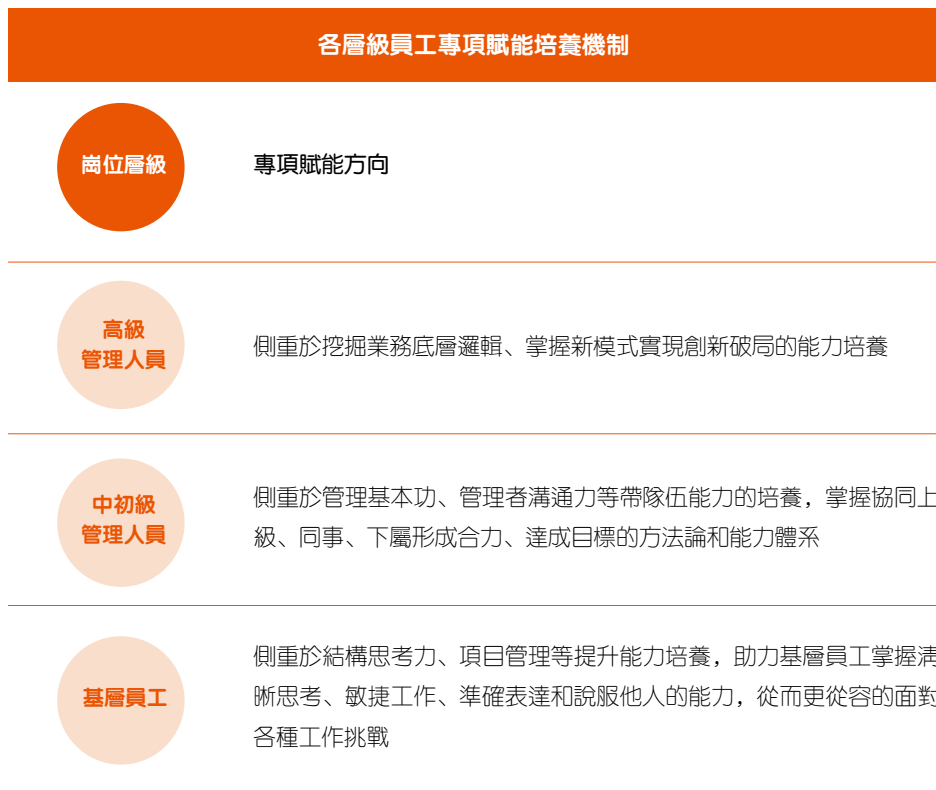 各層級員工專項賦能培養機制
崗位層級
專項賦能方向
高級
管理人員
側重於挖掘業務底層邏輯、掌握新模式實現創新破局的能力培養
中初級
管理人員
側重於管理基本功、管理者溝通力等帶隊伍能力的培養，掌握協同上
級、同事、下屬形成合力、達成目標的方法論和能力體系
基層員工
側重於結構思考力、項目管理等提升能力培養，助力基層員工掌握清
晰思考、敏捷工作、準確表達和說服他人的能力，從而更從容的面對
各種工作挑戰